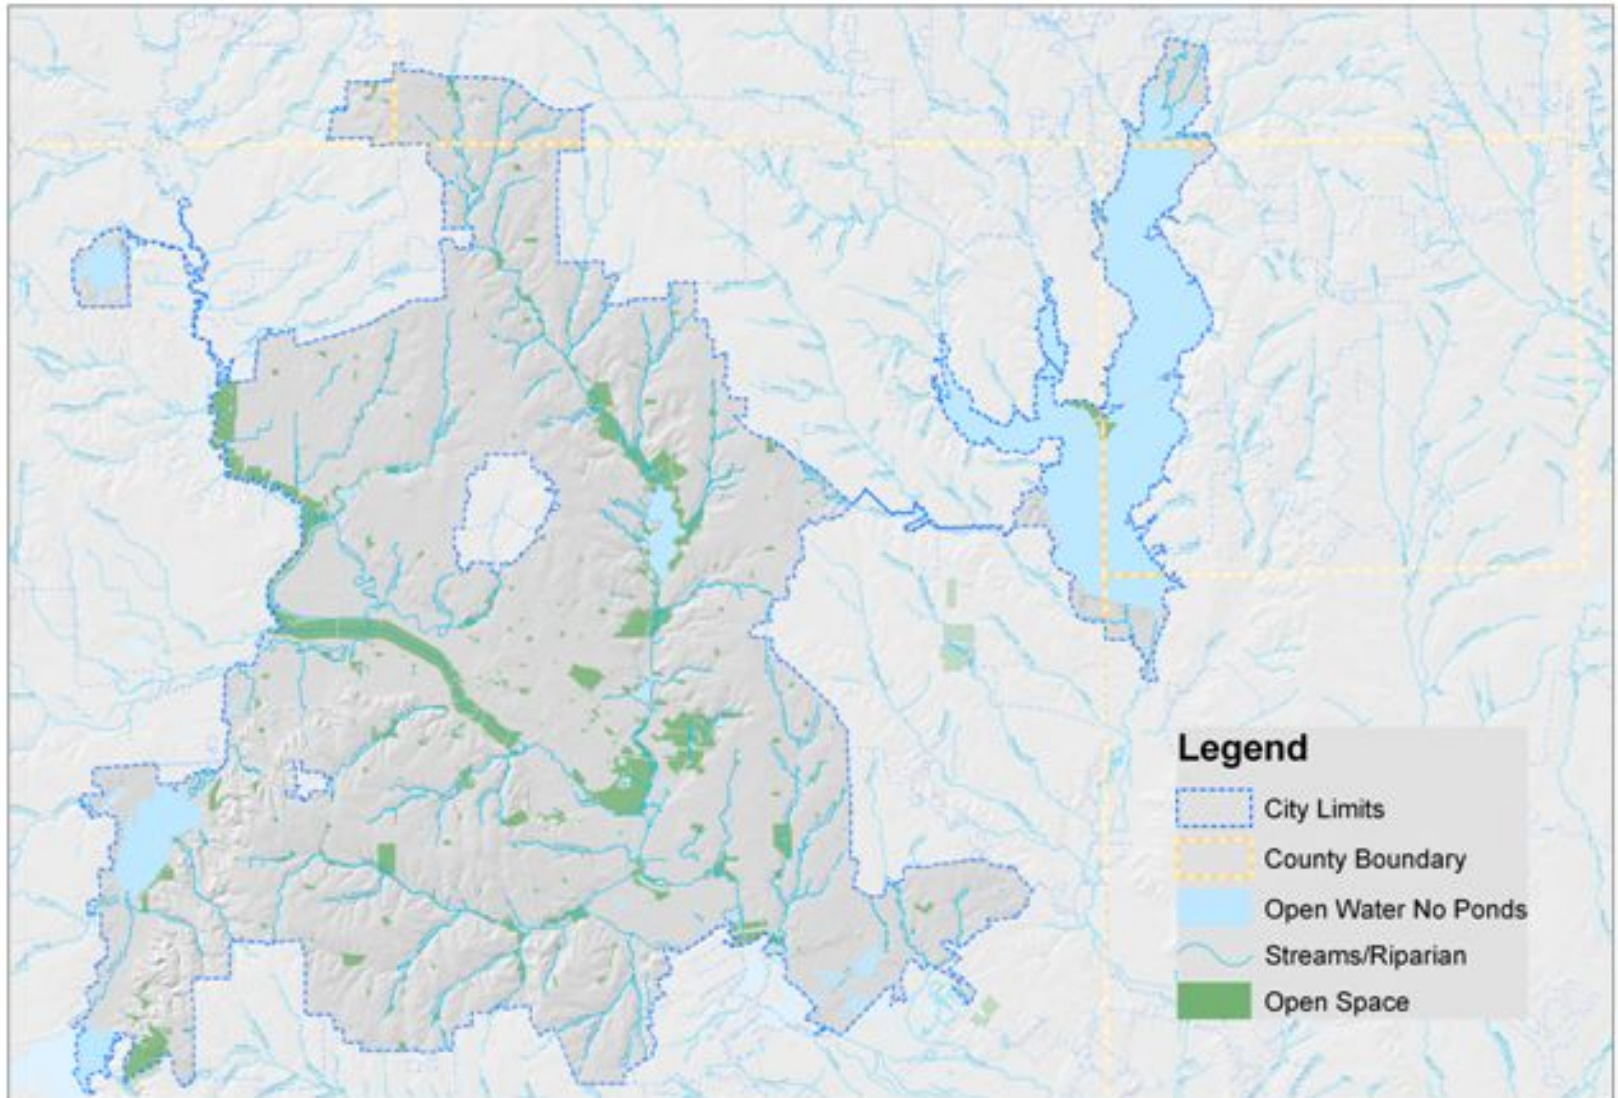 Legend
City Limits
County Boundary
Open Water No Ponds
Streams/Riparian
Open Space